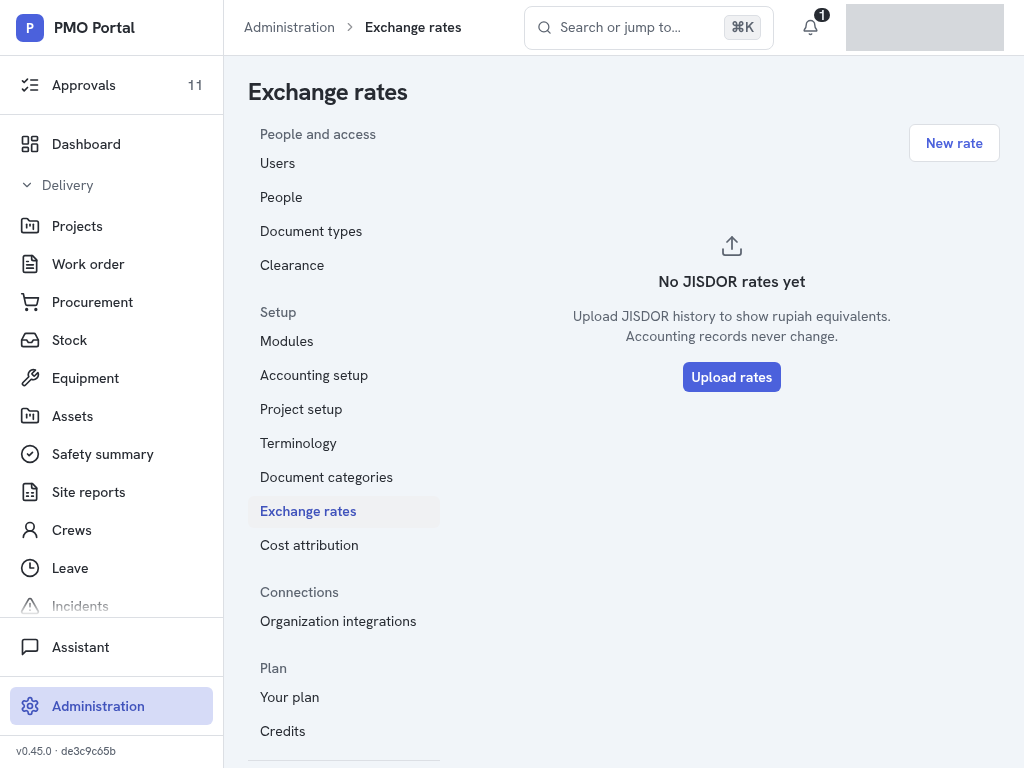 P PMO Portal
Administration > Exchange rates
Search or jump to...
⌘K
1
Approvals 11
Dashboard
Delivery
Projects
Work order
Procurement
Stock
Equipment
Assets
Safety summary
Site reports
Crews
Leave
Incidents
Assistant
Administration
v0.45.0 · de3c9c65b
Exchange rates
People and access
Users
People
Document types
Clearance
Setup
Modules
Accounting setup
Project setup
Terminology
Document categories
Exchange rates
Cost attribution
Connections
Organization integrations
Plan
Your plan
Credits
New rate
No JISDOR rates yet
Upload JISDOR history to show rupiah equivalents.
Accounting records never change.
Upload rates